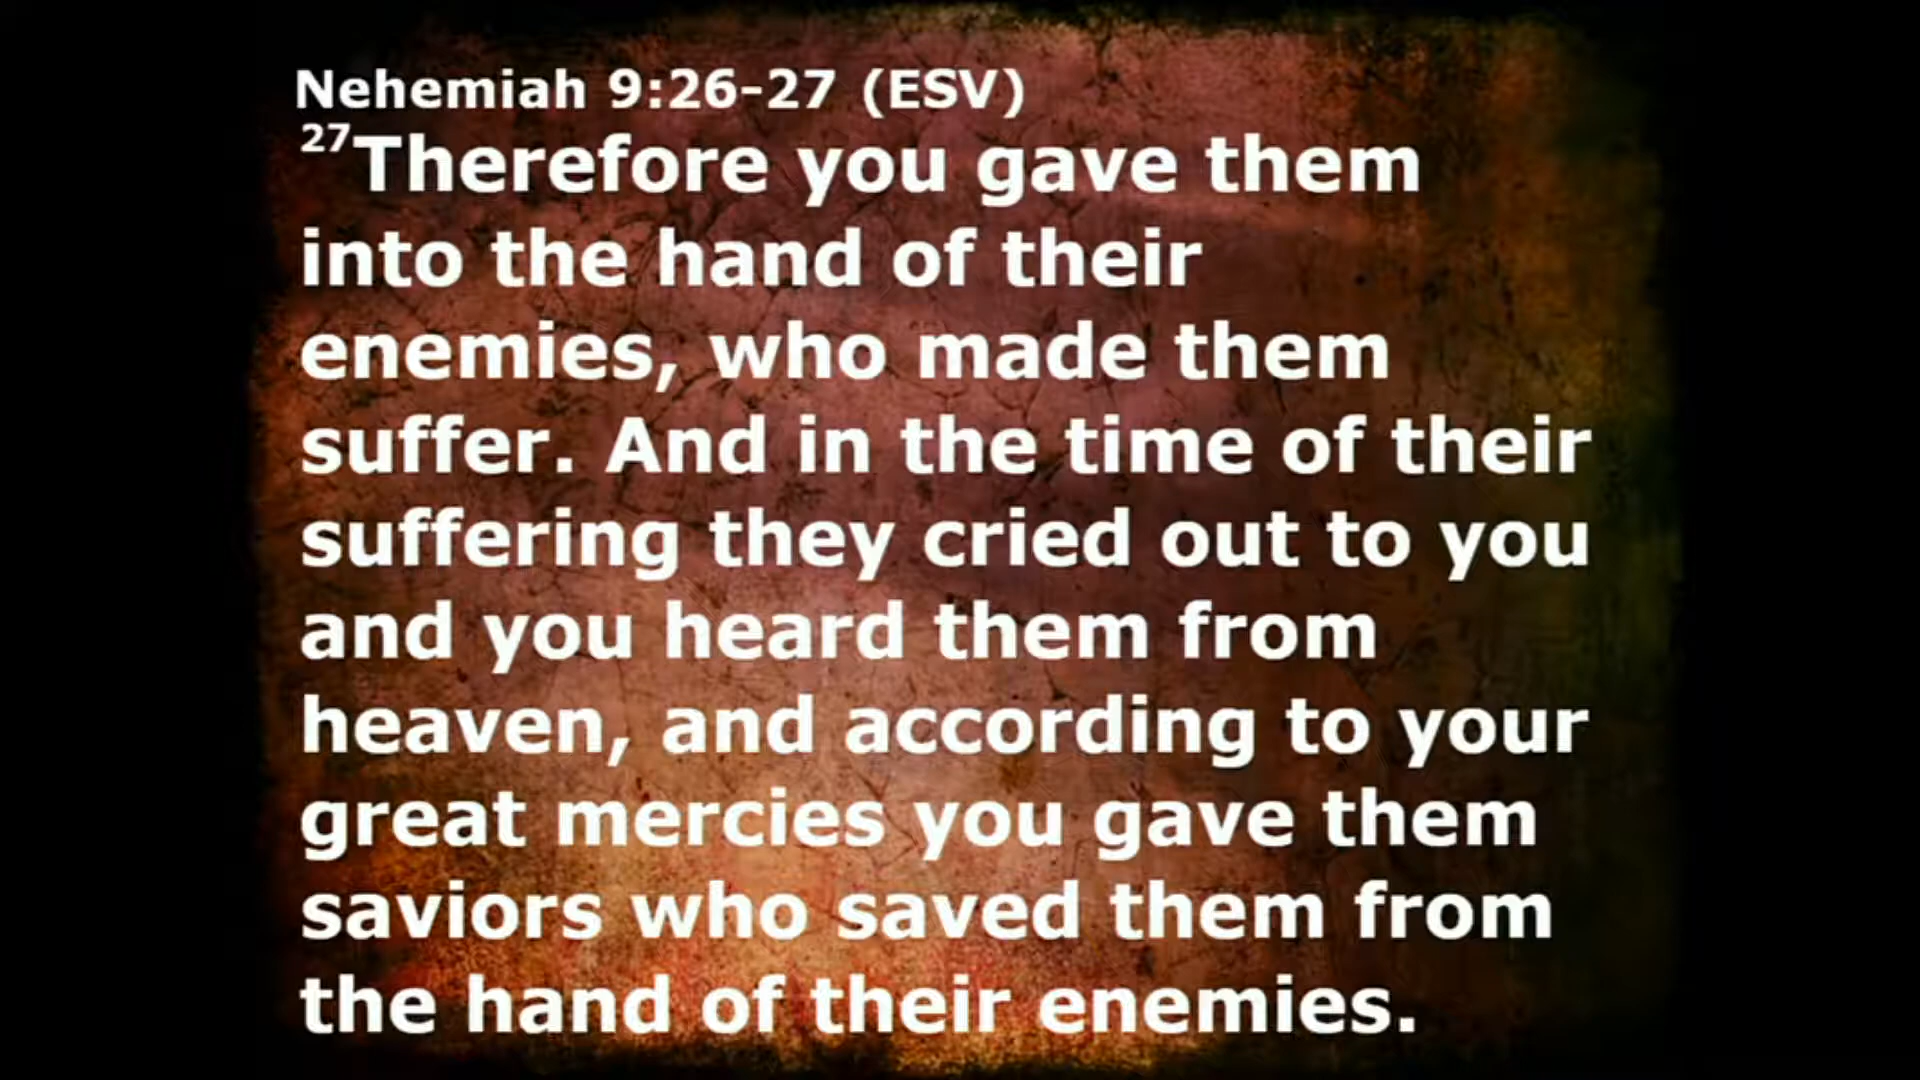 Nehemiah 9:26-27 (ESV)
27Therefore you gave them
into the hand of their
enemies, who made them
suffer. And in the time of their
suffering they cried out to you
and you heard them from
heaven, and according to your
great mercies you gave them
saviors who saved them from
the hand of their enemies.